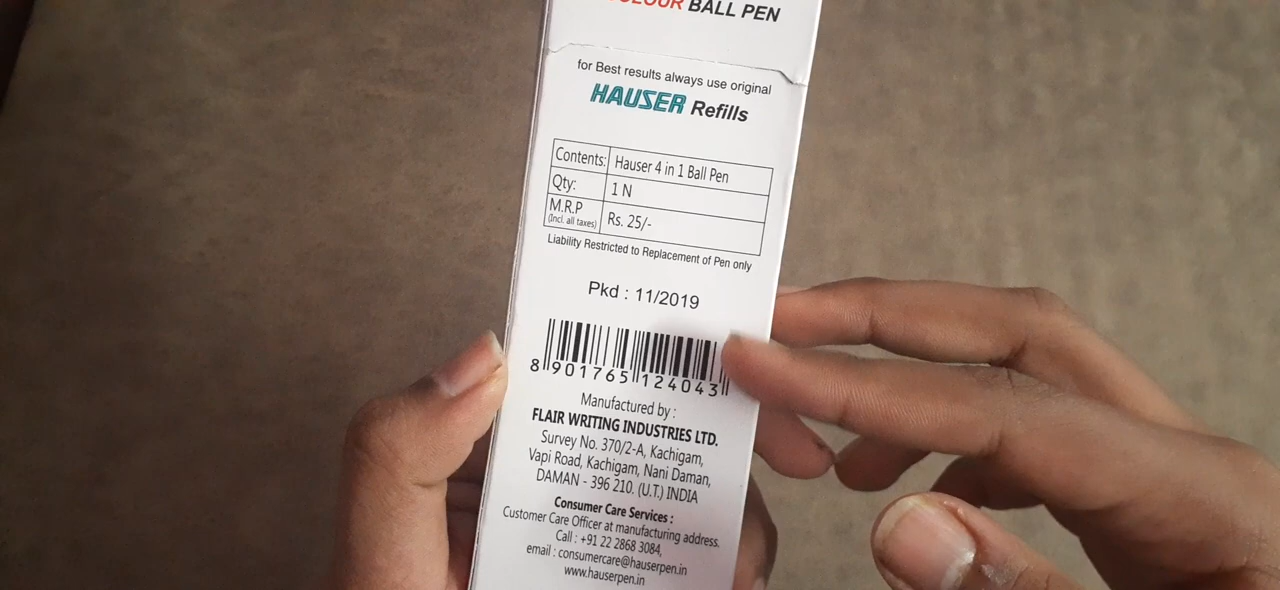 BALL PEN
for Best results always use original
HAUSER Refills
Contents: Hauser 4 in 1 Ball Pen
Qty: 1 N
M.R.P Rs. 25/-
(Incl. all taxes)
Liability Restricted to Replacement of Pen only
Pkd : 11/2019
8 901765 124043
Manufactured by :
FLAIR WRITING INDUSTRIES LTD.
Survey No. 370/2-A, Kachigam,
Vapi Road, Kachigam, Nani Daman,
DAMAN - 396 210. (U.T.) INDIA
Consumer Care Services :
Customer Care Officer at manufacturing address.
Call : +91 22 2868 3084,
email : consumercare@hauserpen.in
www.hauserpen.in